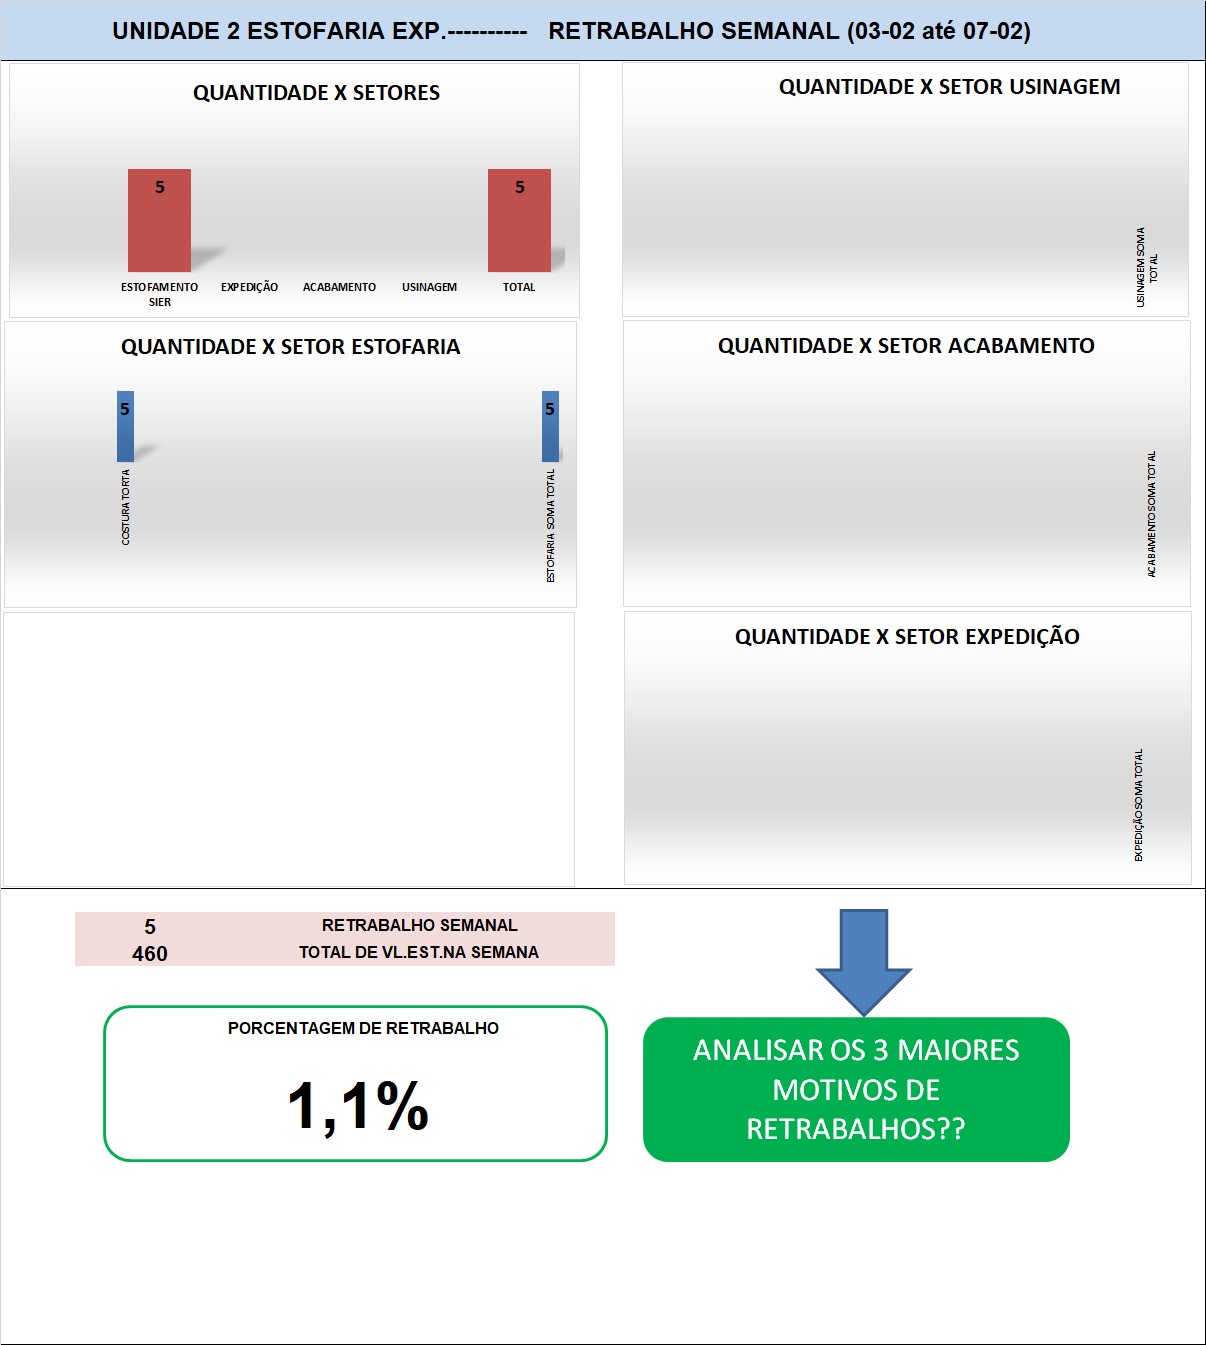 UNIDADE 2 ESTOFARIA EXP.---------- RETRABALHO SEMANAL (03-02 até 07-02)
QUANTIDADE X SETORES
5
5
ESTOFAMENTO
SIER
EXPEDIÇÃO
ACABAMENTO
USINAGEM
TOTAL
QUANTIDADE X SETOR USINAGEM
USINAGEM SOMA
TOTAL
QUANTIDADE X SETOR ESTOFARIA
5
5
COSTURA TORTA
ESTOFARIA SOMA TOTAL
QUANTIDADE X SETOR ACABAMENTO
ACABAMENTO SOMA TOTAL
QUANTIDADE X SETOR EXPEDIÇÃO
EXPEDIÇÃO SOMA TOTAL
5 RETRABALHO SEMANAL
460 TOTAL DE VL.EST.NA SEMANA
PORCENTAGEM DE RETRABALHO
1,1%
ANALISAR OS 3 MAIORES
MOTIVOS DE
RETRABALHOS??